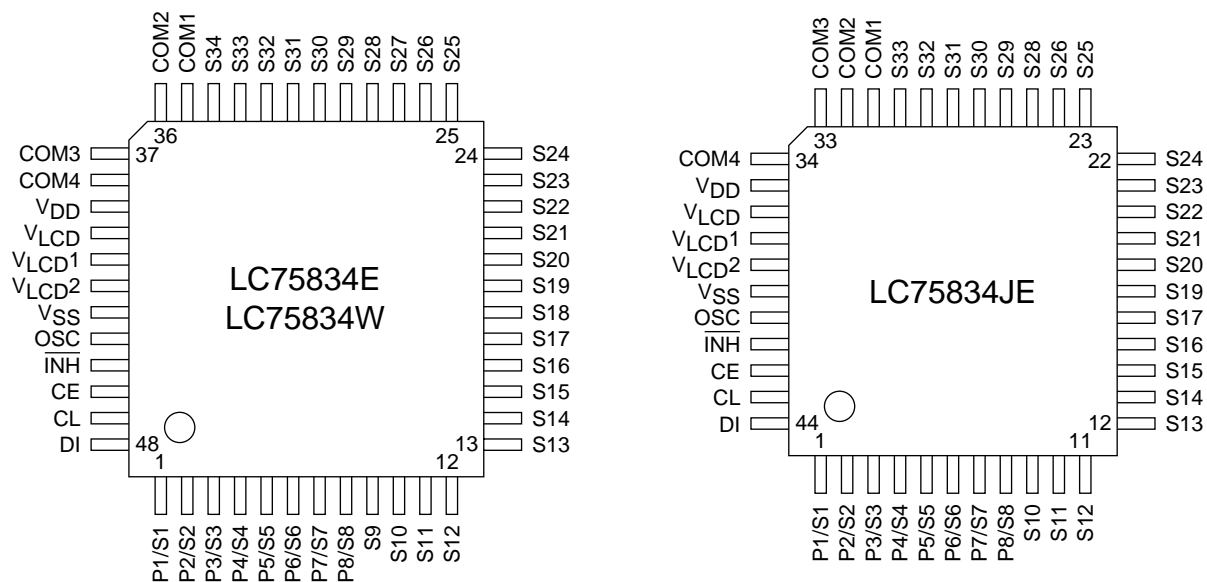 COM2 COM1 S34 S33 S32 S31 S30 S29 S28 S27 S26 S25
36 25
37 24
COM3
COM4
VDD
VLCD
VLCD1
VLCD2
VSS
OSC
INH
CE
CL
DI
LC75834E
LC75834W
S24
S23
S22
S21
S20
S19
S18
S17
S16
S15
S14
S13
48 13
1 12
P1/S1 P2/S2 P3/S3 P4/S4 P5/S5 P6/S6 P7/S7 P8/S8 S9 S10 S11 S12
COM3 COM2 COM1 S33 S32 S31 S30 S29 S28 S26 S25
33 23
34 22
COM4
VDD
VLCD
VLCD1
VLCD2
VSS
OSC
INH
CE
CL
DI
LC75834JE
S24
S23
S22
S21
S20
S19
S17
S16
S15
S14
S13
44 12
1 11
P1/S1 P2/S2 P3/S3 P4/S4 P5/S5 P6/S6 P7/S7 P8/S8 S10 S11 S12